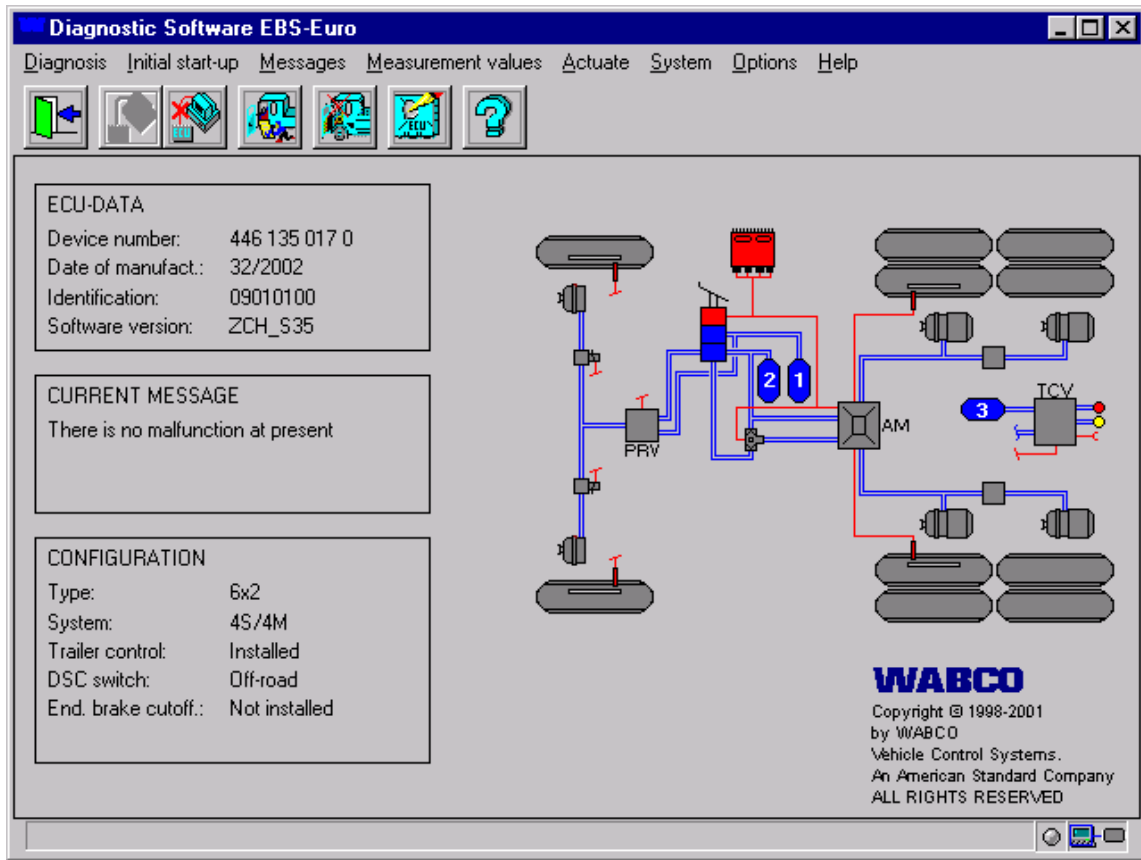 Diagnostic Software EBS-Euro
Diagnosis Initial start-up Messages Measurement values Actuate System Options Help
ECU
ECU
ECU-DATA
Device number: 446 135 017 0
Date of manufact.: 32/2002
Identification: 09010100
Software version: ZCH_S35
CURRENT MESSAGE
There is no malfunction at present
CONFIGURATION
Type: 6x2
System: 4S/4M
Trailer control: Installed
DSC switch: Off-road
End. brake cutoff.: Not installed
2 1
3
TCV
AM
PRV
WABCO
Copyright © 1998-2001
by WABCO
Vehicle Control Systems.
An American Standard Company
ALL RIGHTS RESERVED